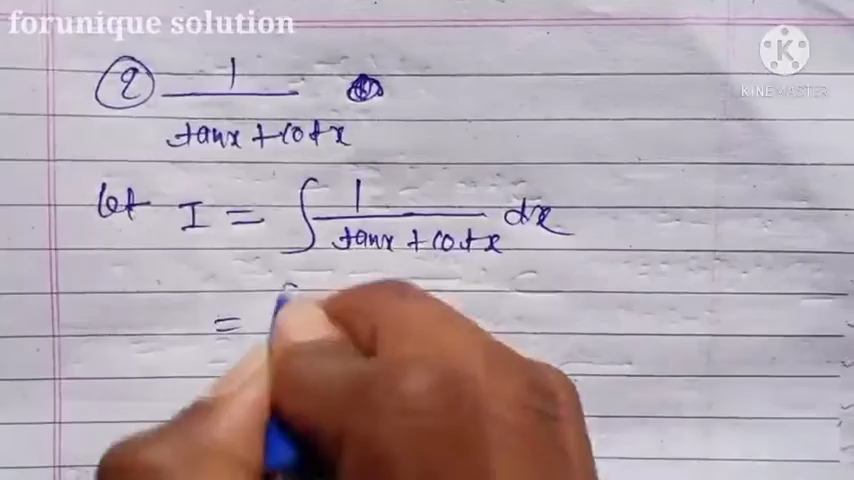 forunique solution
KINEMASTER
② 1/(tanx + cotx)
let I = ∫ 1/(tanx + cotx) dx
=